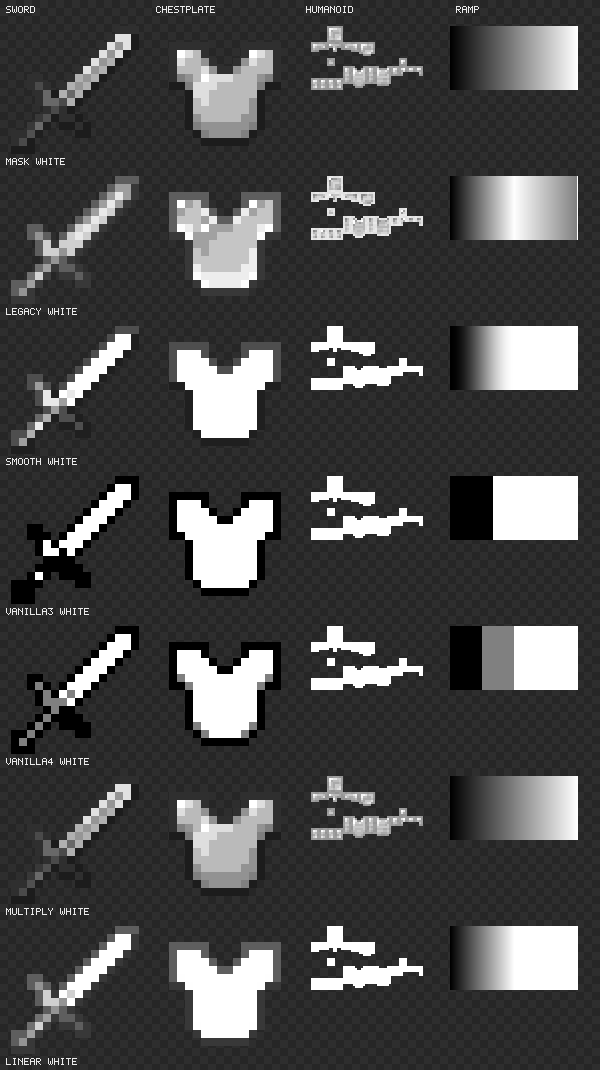 SWORD CHESTPLATE HUMANOID RAMP
MASK WHITE
LEGACY WHITE
SMOOTH WHITE
VANILLA3 WHITE
VANILLA4 WHITE
MULTIPLY WHITE
LINEAR WHITE